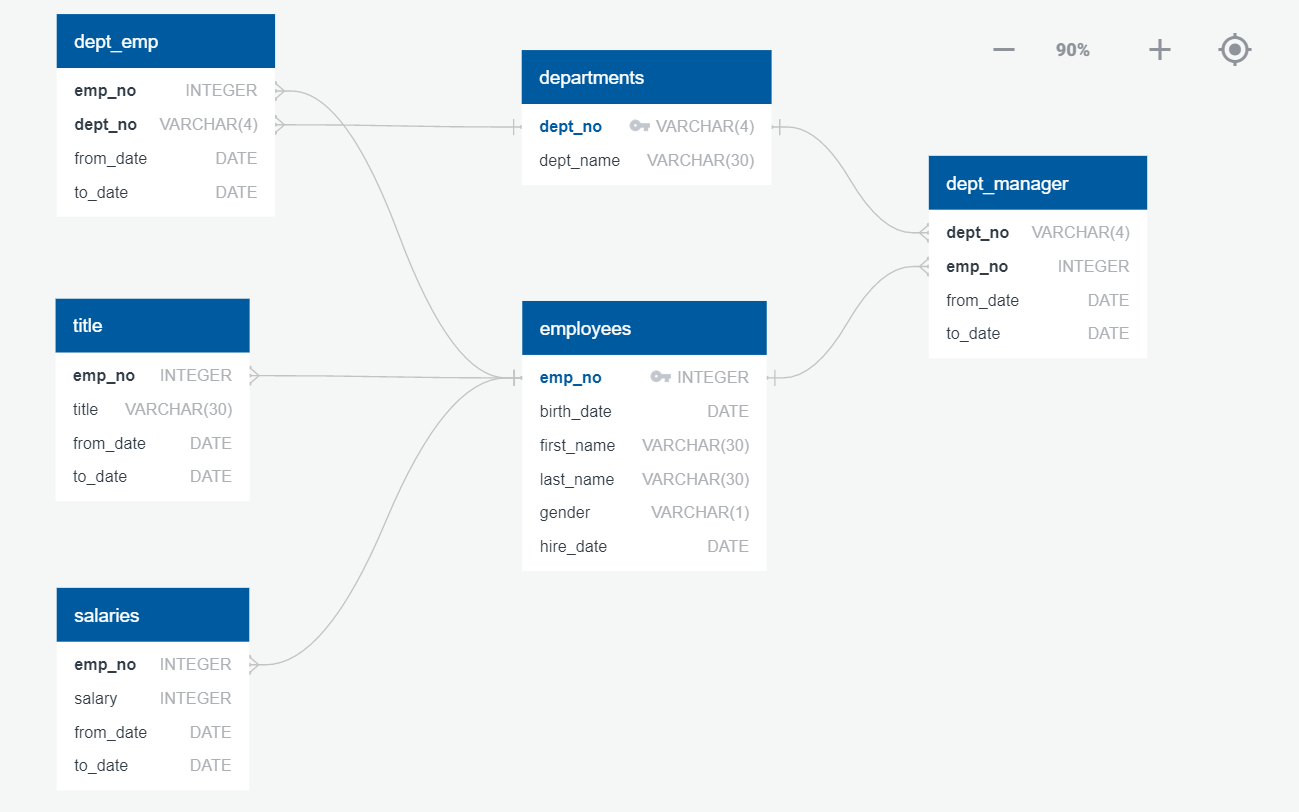 dept_emp
emp_no INTEGER
dept_no VARCHAR(4)
from_date DATE
to_date DATE
departments
dept_no VARCHAR(4)
dept_name VARCHAR(30)
90%
dept_manager
dept_no VARCHAR(4)
emp_no INTEGER
from_date DATE
to_date DATE
title
emp_no INTEGER
title VARCHAR(30)
from_date DATE
to_date DATE
employees
emp_no INTEGER
birth_date DATE
first_name VARCHAR(30)
last_name VARCHAR(30)
gender VARCHAR(1)
hire_date DATE
salaries
emp_no INTEGER
salary INTEGER
from_date DATE
to_date DATE